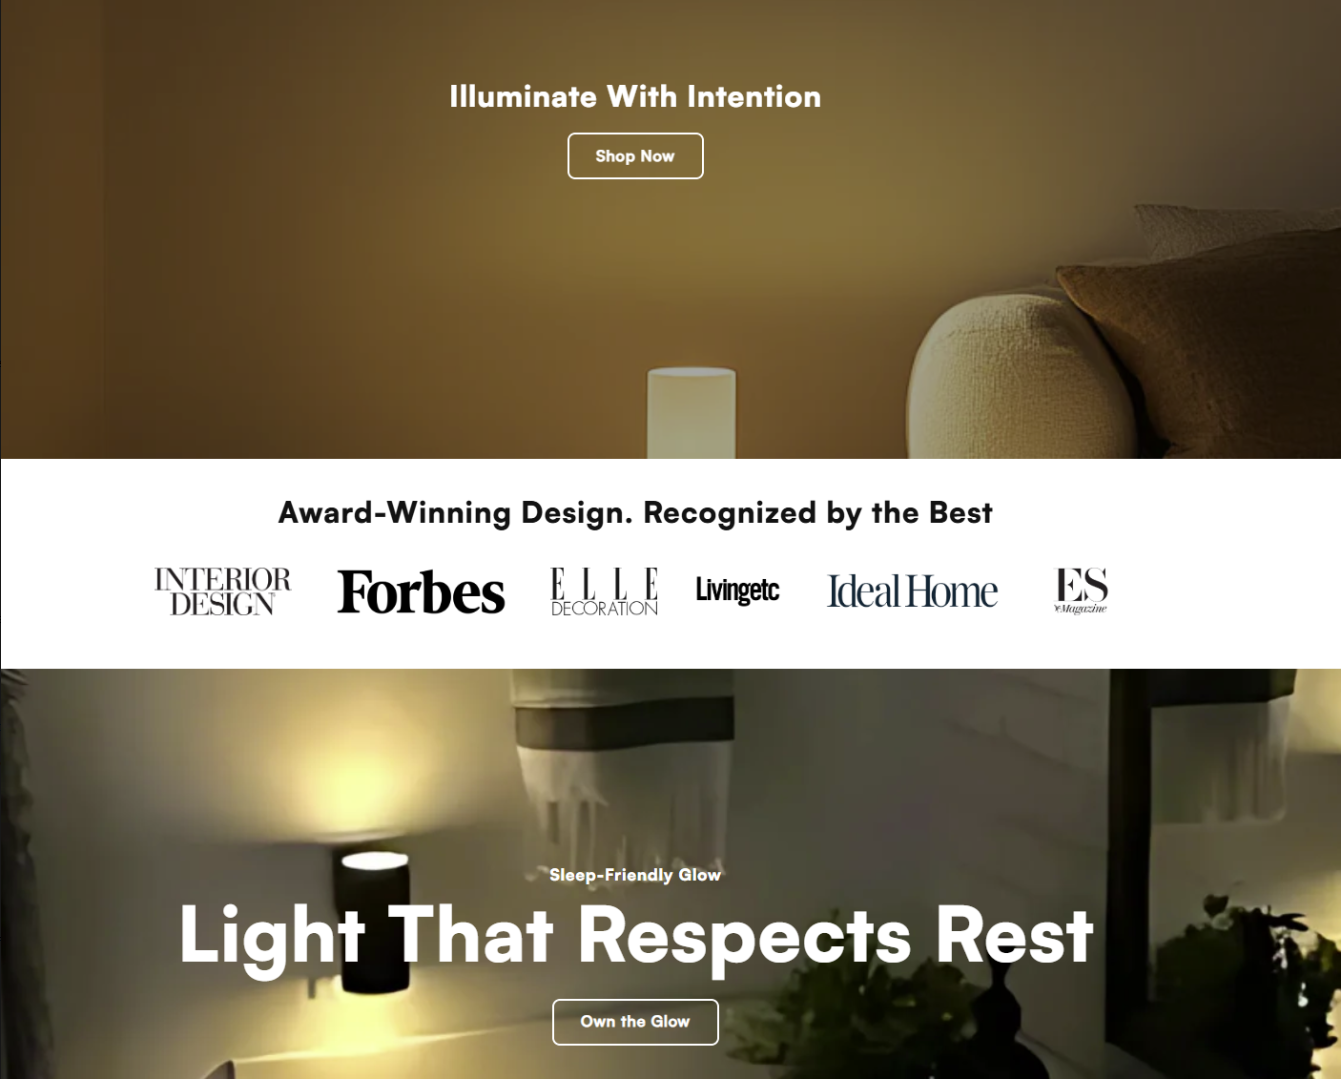 Illuminate With Intention
Shop Now
Award-Winning Design. Recognized by the Best
INTERIOR
DESIGN
Forbes
ELLE
DECORATION
Livingetc
Ideal Home
ES
Magazine
Sleep-Friendly Glow
Light That Respects Rest
Own the Glow